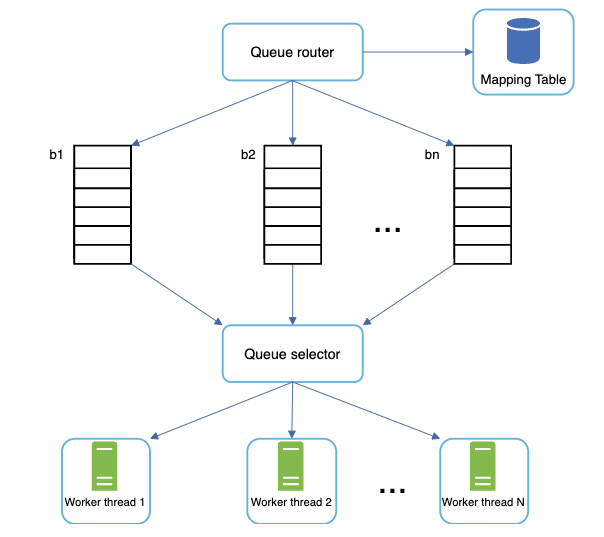 Queue router
Mapping Table
b1
b2
bn
...
Queue selector
Worker thread 1
Worker thread 2
...
Worker thread N